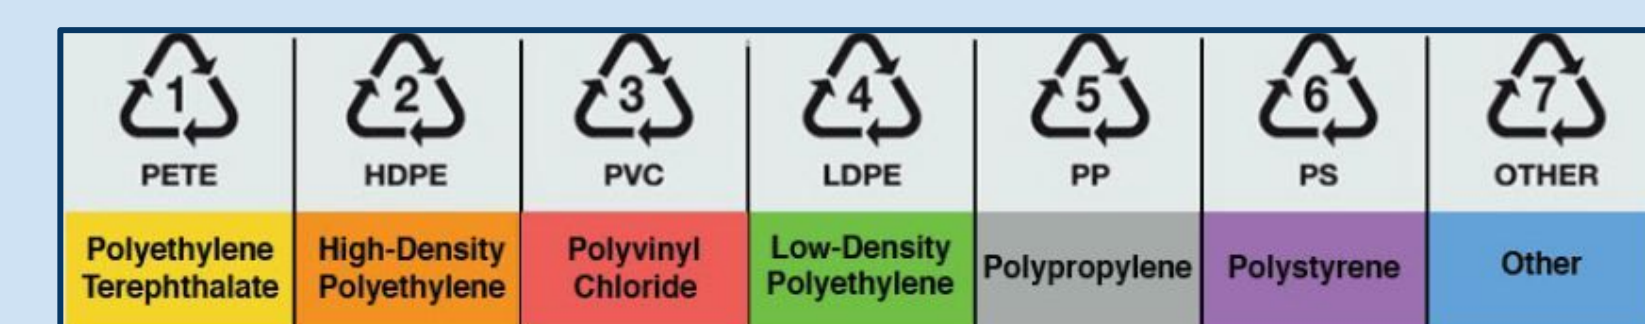 1 2 3 4 5 6 7
PETE HDPE PVC LDPE PP PS OTHER
Polyethylene
Terephthalate
High-Density
Polyethylene
Polyvinyl
Chloride
Low-Density
Polyethylene
Polypropylene
Polystyrene
Other